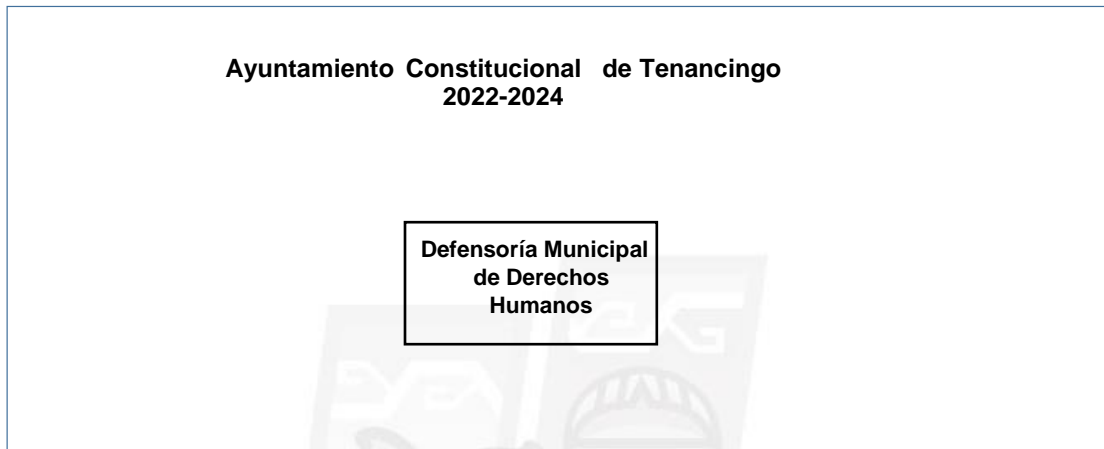 Ayuntamiento Constitucional de Tenancingo
2022-2024
Defensoría Municipal
de Derechos
Humanos